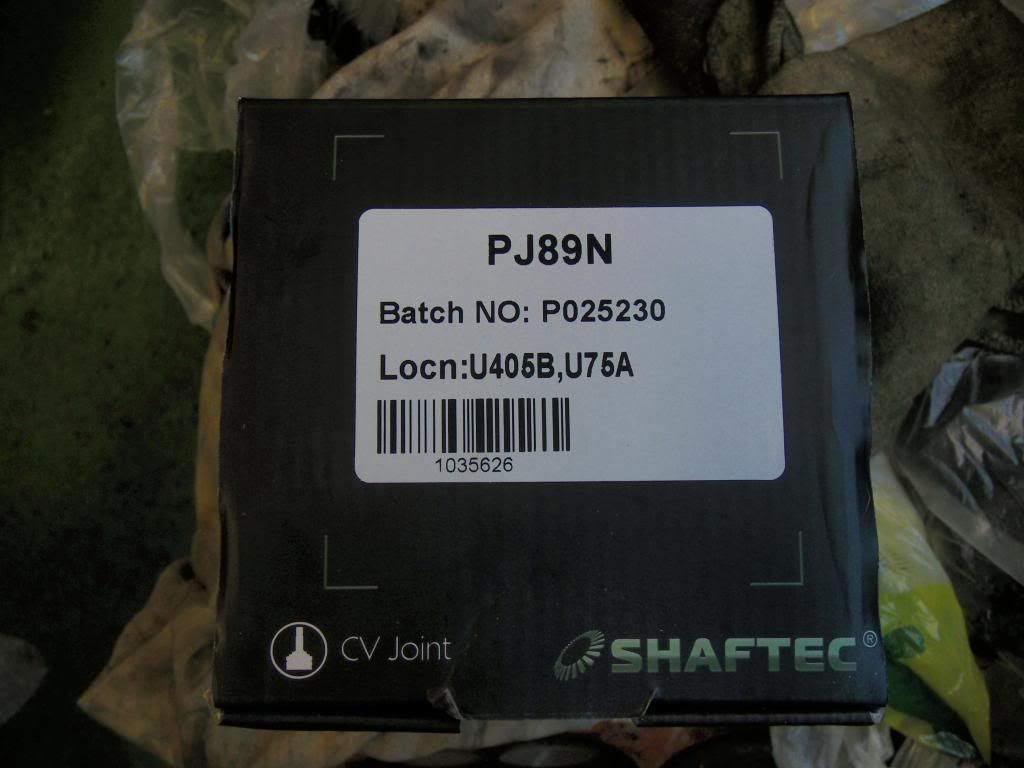 PJ89N
Batch NO: P025230
Locn:U405B,U75A
1035626
CV Joint
SHAFTEC®